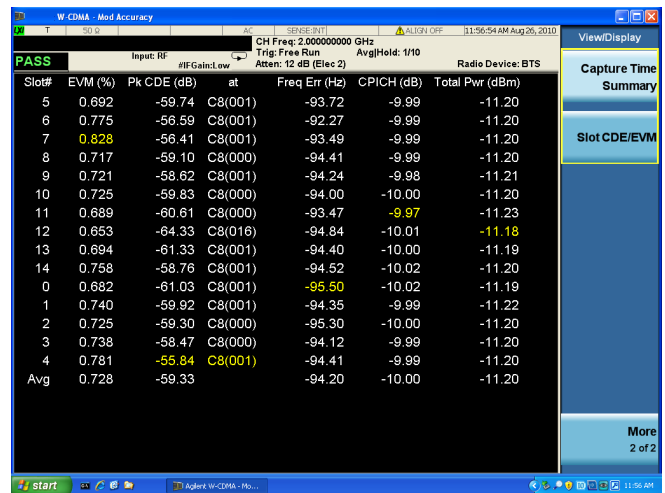 W-CDMA - Mod Accuracy
T 50 Ω AC SENSE:INT ALIGN OFF 11:56:54 AM Aug 26, 2010
CH Freq: 2.000000000 GHz
Input: RF Trig: Free Run Avg|Hold: 1/10
PASS #IFGain:Low Atten: 12 dB (Elec 2) Radio Device: BTS
Slot# EVM (%) Pk CDE (dB) at Freq Err (Hz) CPICH (dB) Total Pwr (dBm)
5 0.692 -59.74 C8(001) -93.72 -9.99 -11.20
6 0.775 -56.59 C8(001) -92.27 -9.99 -11.20
7 0.828 -56.41 C8(001) -93.49 -9.99 -11.20
8 0.717 -59.10 C8(000) -94.41 -9.99 -11.20
9 0.721 -58.62 C8(001) -94.24 -9.98 -11.21
10 0.725 -59.83 C8(000) -94.00 -10.00 -11.20
11 0.689 -60.61 C8(000) -93.47 -9.97 -11.23
12 0.653 -64.33 C8(016) -94.84 -10.01 -11.18
13 0.694 -61.33 C8(001) -94.40 -10.00 -11.19
14 0.758 -58.76 C8(001) -94.52 -10.02 -11.20
0 0.682 -61.03 C8(001) -95.50 -10.02 -11.19
1 0.740 -59.92 C8(001) -94.35 -9.99 -11.22
2 0.725 -59.30 C8(000) -95.30 -10.00 -11.20
3 0.738 -58.47 C8(000) -94.12 -9.99 -11.20
4 0.781 -55.84 C8(001) -94.41 -9.99 -11.20
Avg 0.728 -59.33 -94.20 -10.00 -11.20
View/Display
Capture Time
Summary
Slot CDE/EVM
More
2 of 2
start
Agilent W-CDMA - Mo...
11:56 AM